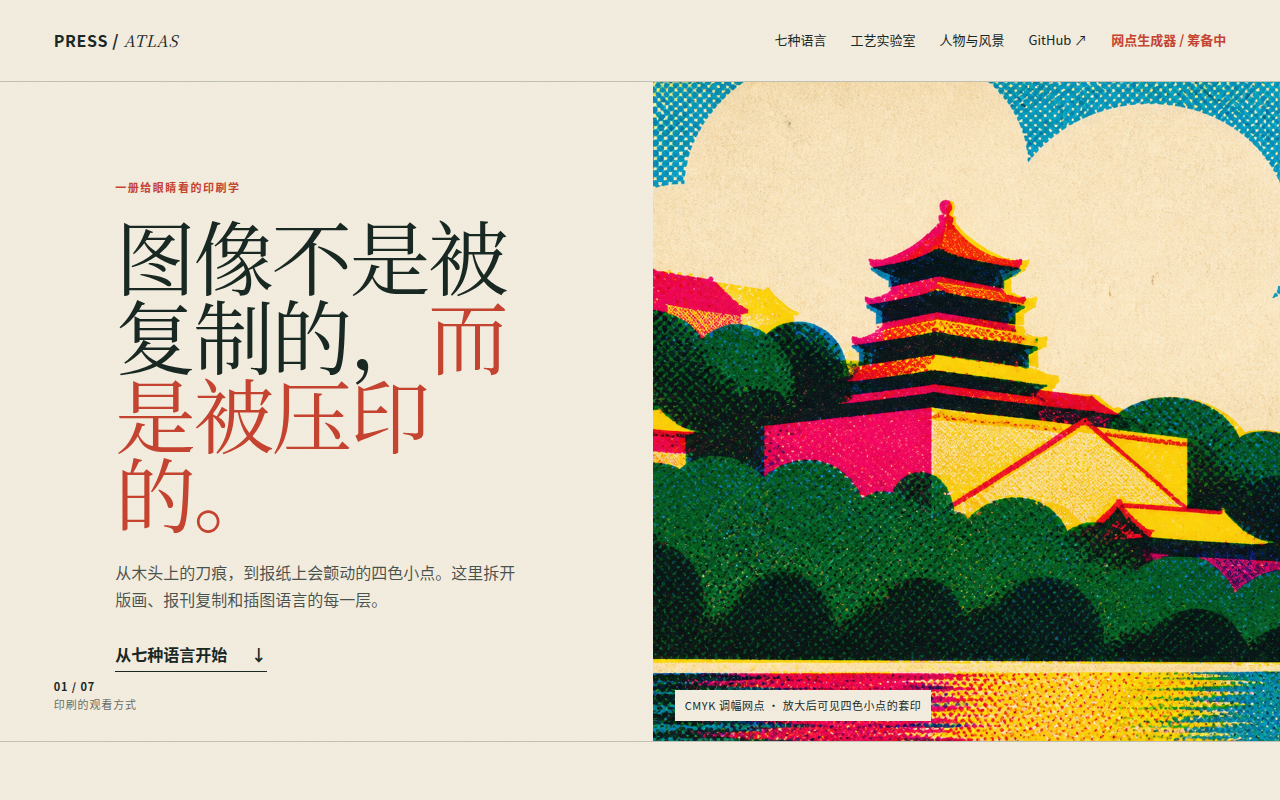 PRESS / ATLAS
七种语言
工艺实验室
人物与风景
GitHub ↗
网点生成器 / 筹备中
一册给眼睛看的印刷学
图像不是被
复制的，而
是被压印
的。
从木头上的刀痕，到报纸上会颤动的四色小点。这里拆开
版画、报刊复制和插图语言的每一层。
从七种语言开始 ↓
01 / 07
印刷的观看方式
CMYK 调幅网点 · 放大后可见四色小点的套印